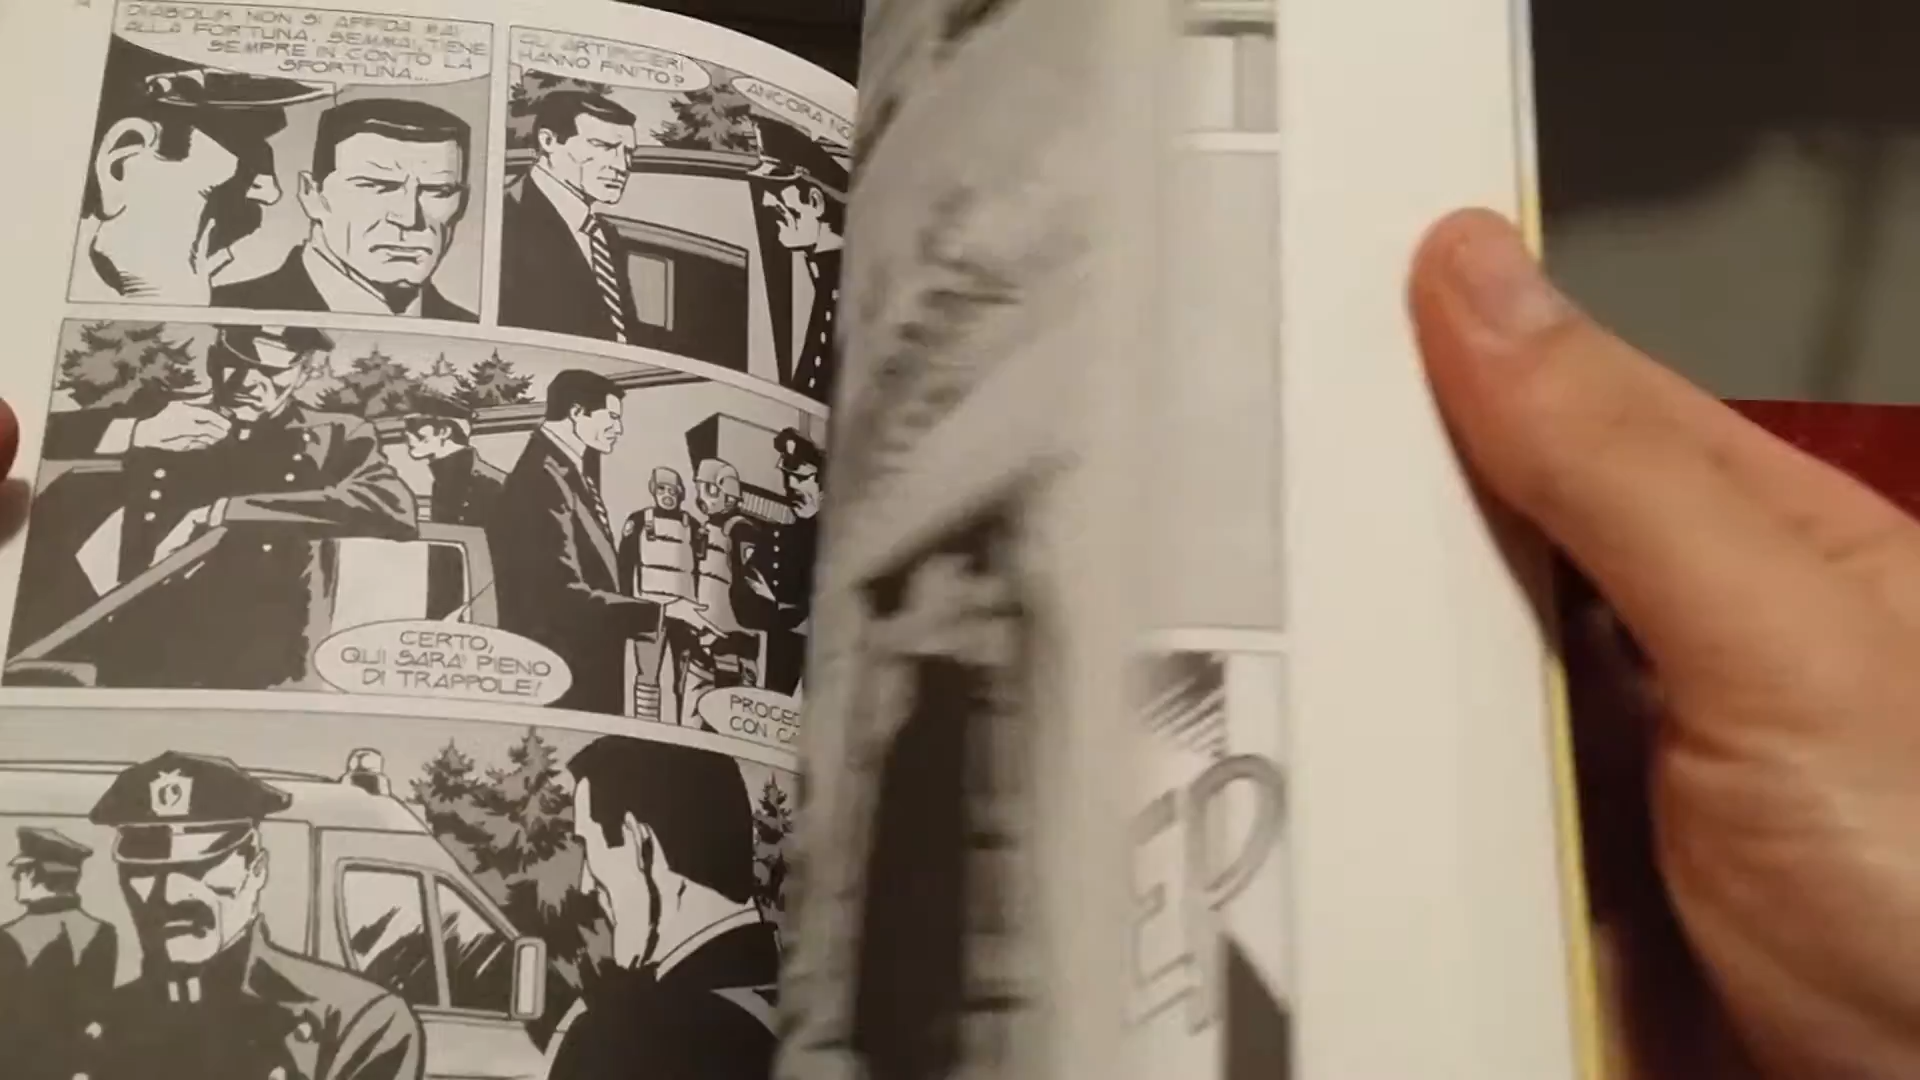 DIABOLIK NON SI AFFIDA MAI
ALLA FORTUNA. SEMMAI, TIENE
SEMPRE IN CONTO LA
SFORTUNA...
GLI ARTIFICIERI
HANNO FINITO?
ANCORA NO
CERTO,
QUI SARA' PIENO
DI TRAPPOLE!
PROCED
CON CA